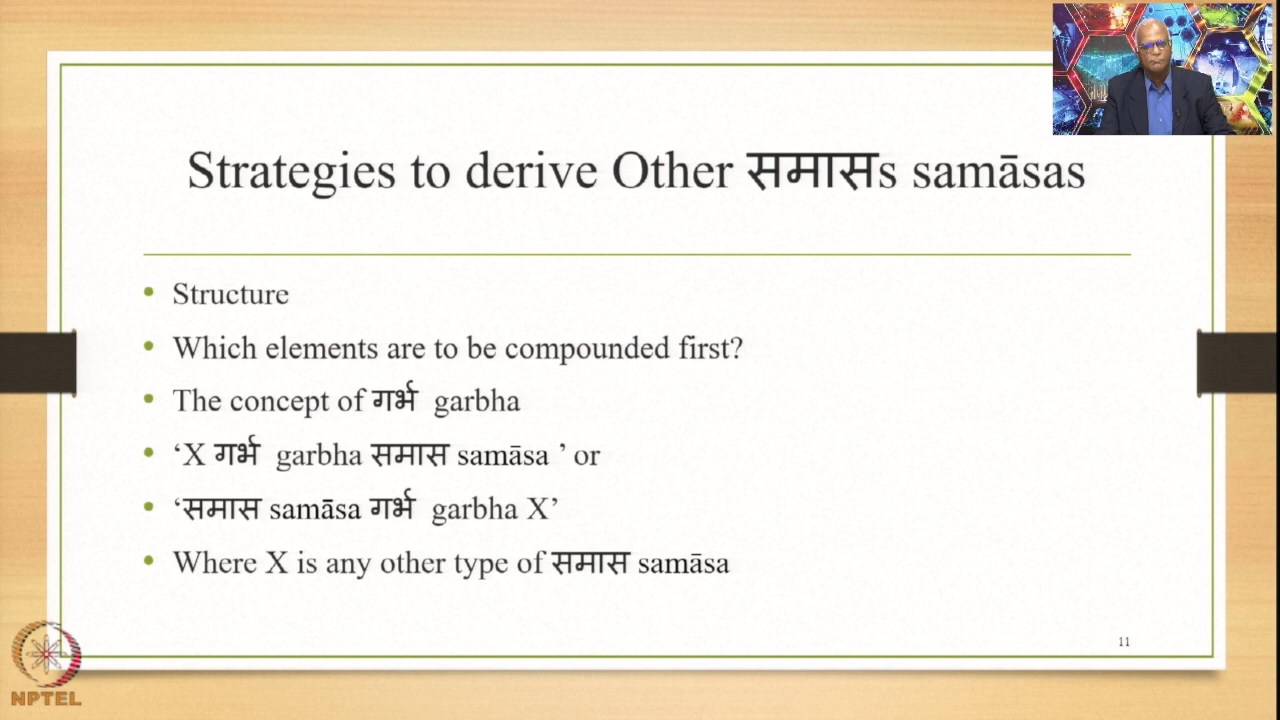 Strategies to derive Other समासs samāsas
• Structure
• Which elements are to be compounded first?
• The concept of गर्भ garbha
• ‘X गर्भ garbha समास samāsa ’ or
• ‘समास samāsa गर्भ garbha X’
• Where X is any other type of समास samāsa
11
NPTEL